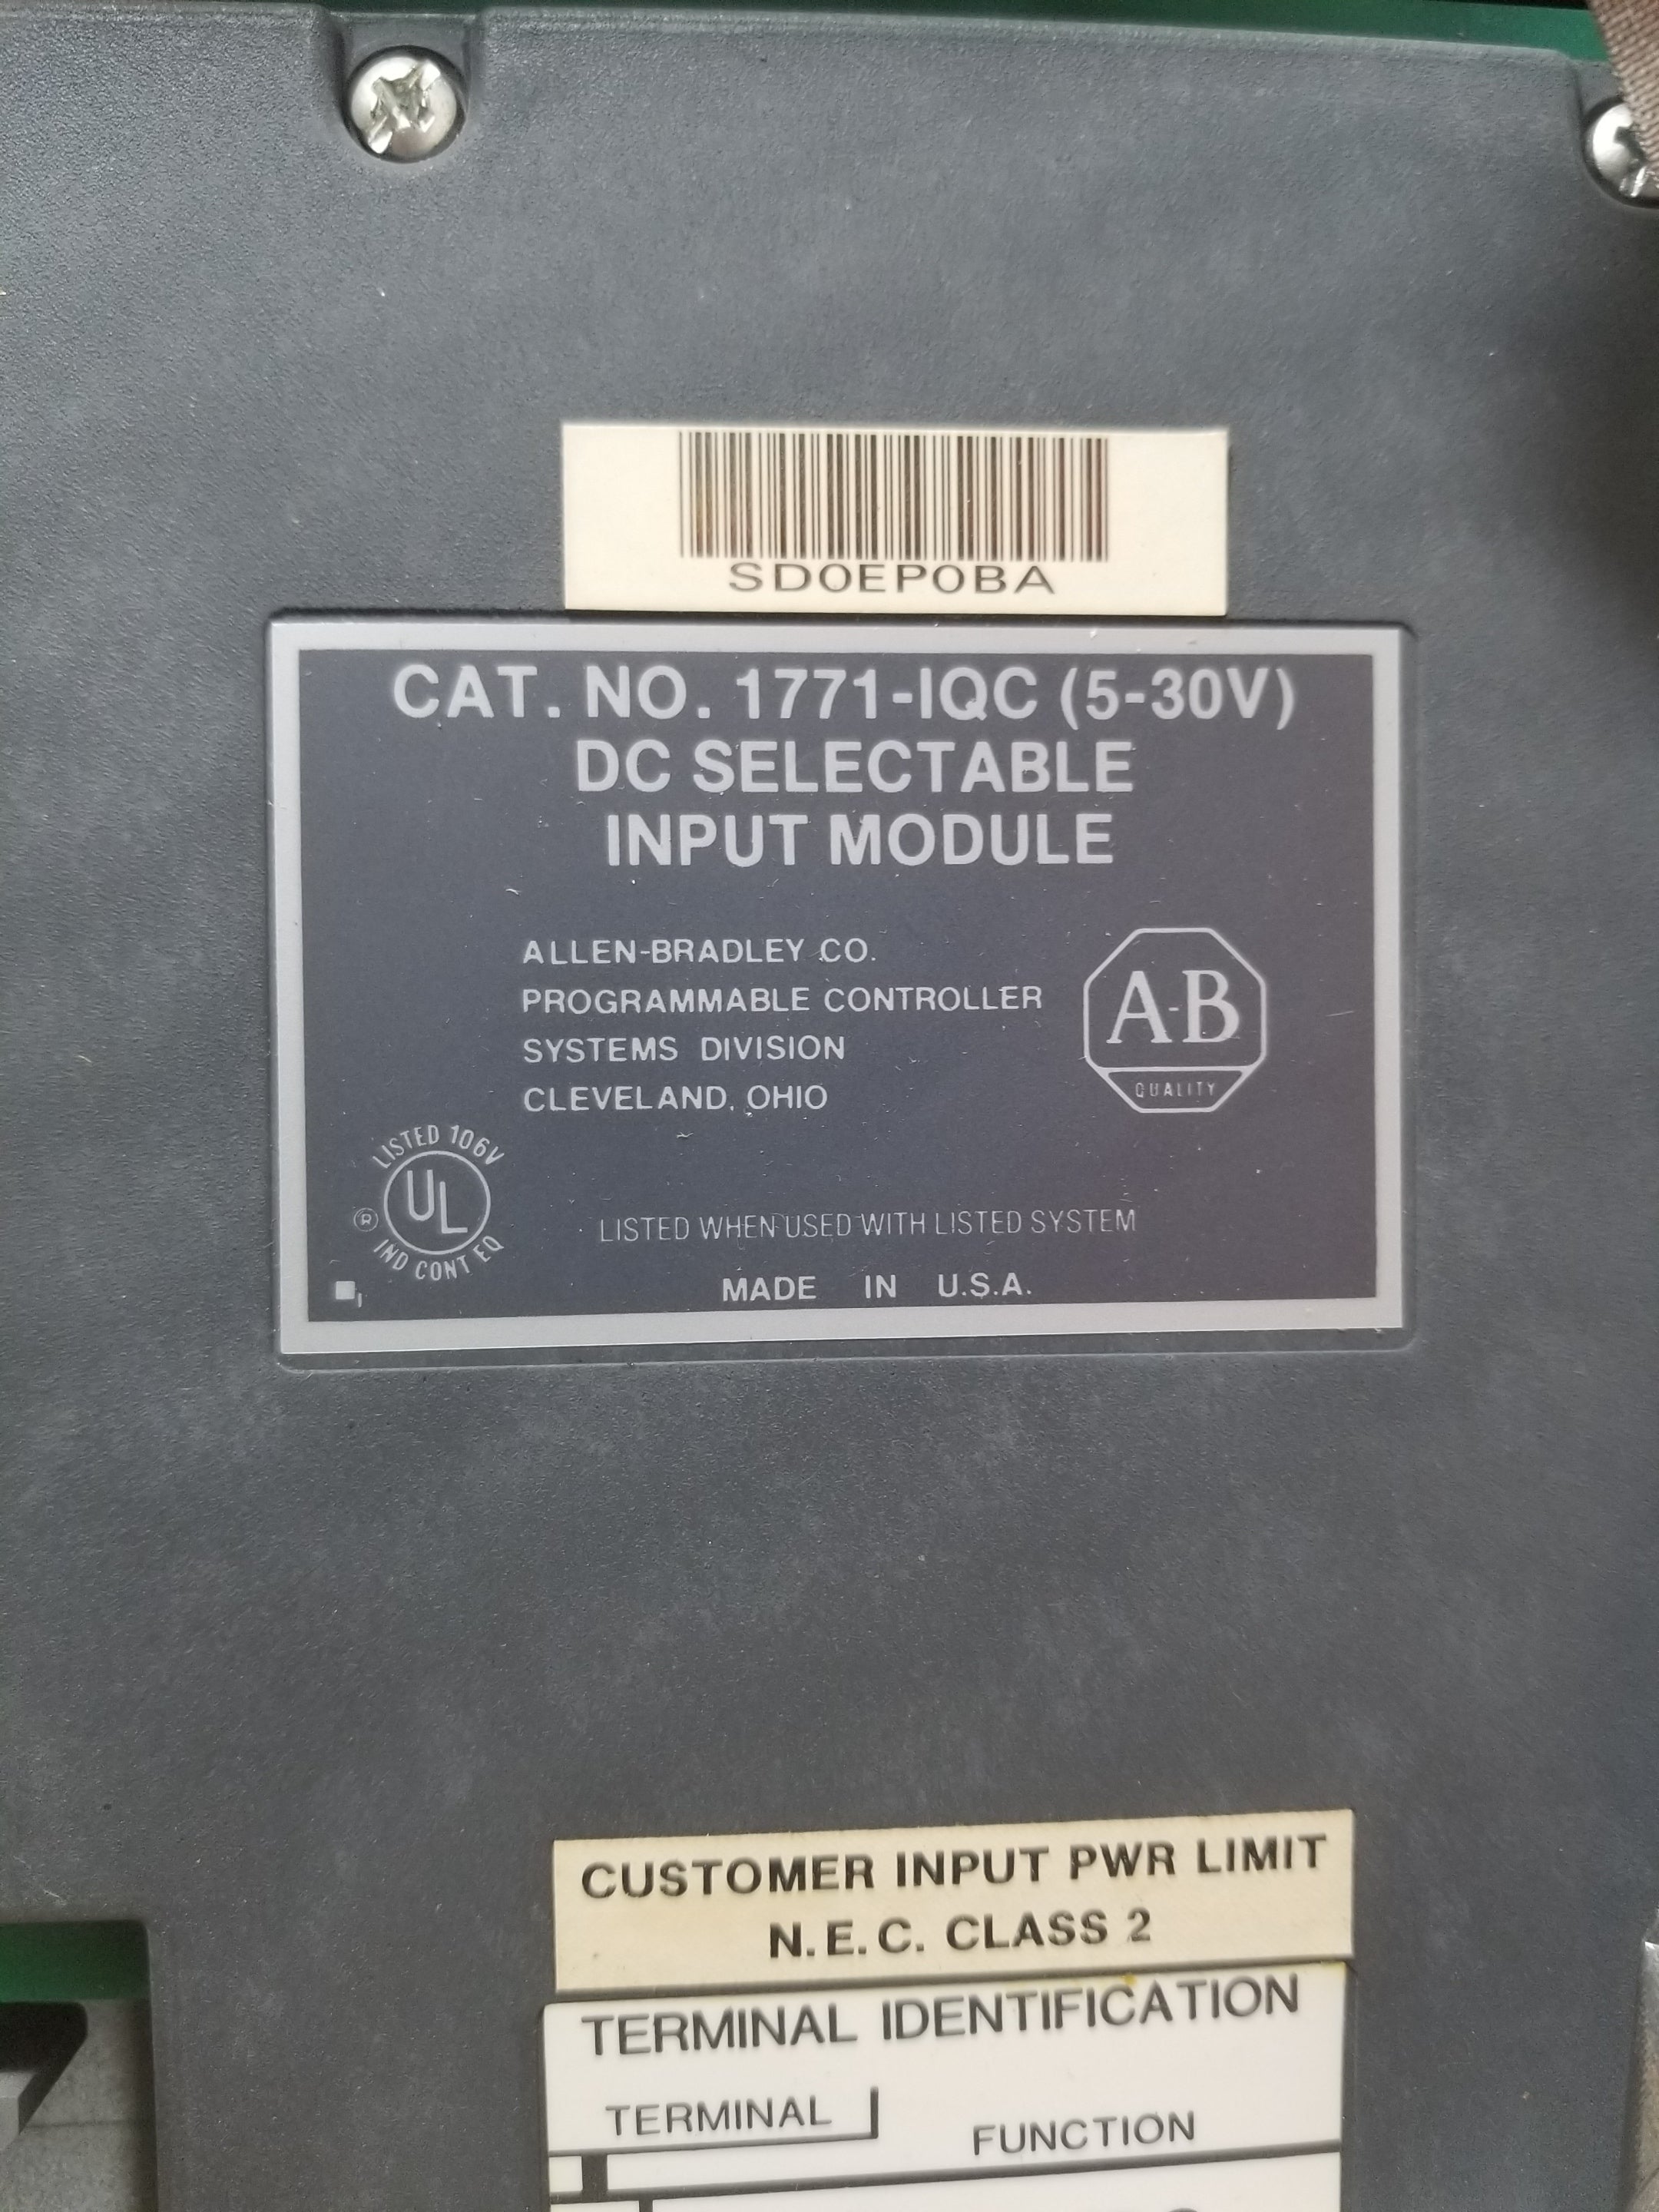 SD0EP0BA
CAT. NO. 1771-IQC (5-30V)
DC SELECTABLE
INPUT MODULE
ALLEN-BRADLEY CO.
PROGRAMMABLE CONTROLLER
SYSTEMS DIVISION
CLEVELAND, OHIO
A-B
QUALITY
LISTED 106V
UL
®
IND CONT EQ
LISTED WHEN USED WITH LISTED SYSTEM
MADE IN U.S.A.
CUSTOMER INPUT PWR LIMIT
N.E.C. CLASS 2
TERMINAL IDENTIFICATION
TERMINAL
FUNCTION